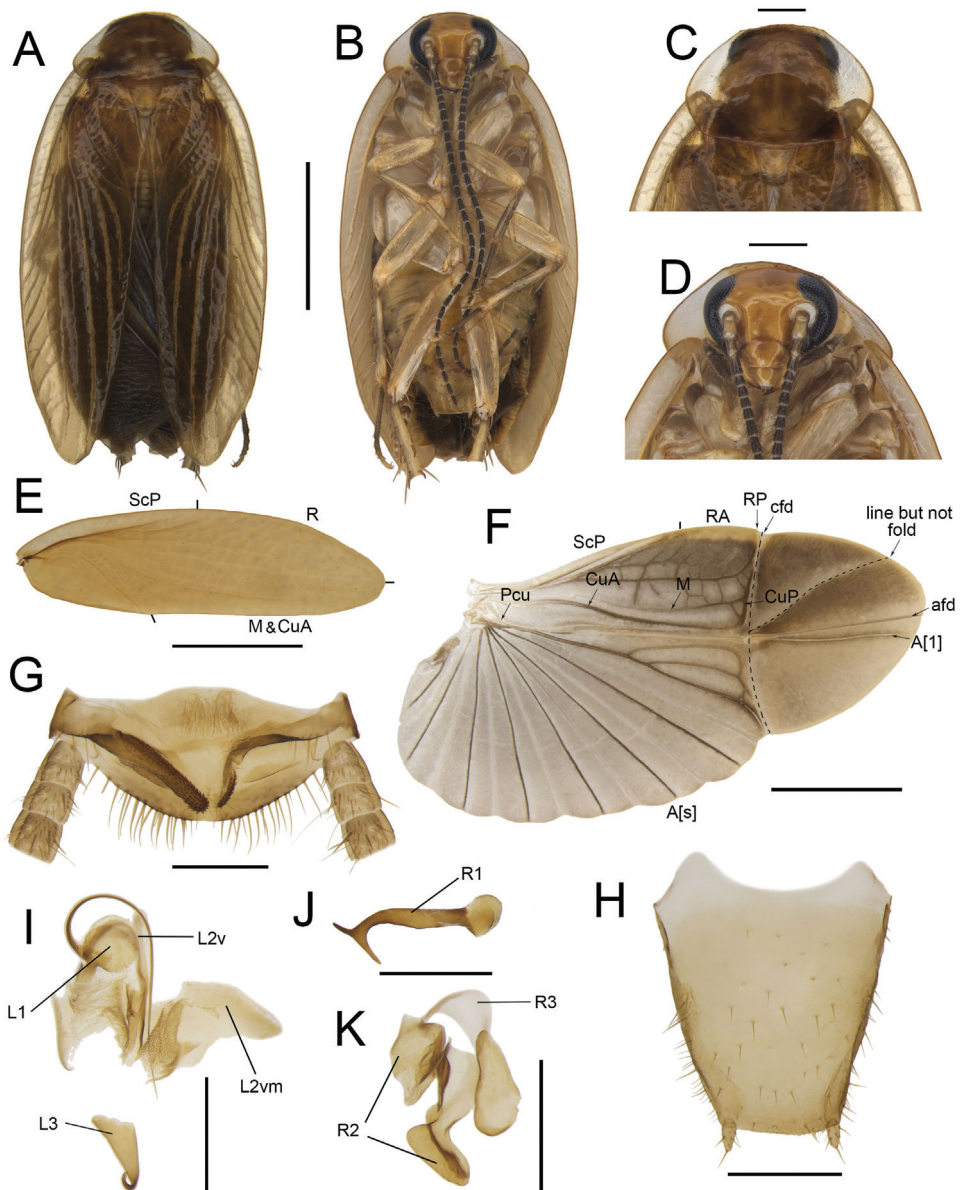 A
B
C
D
E
ScP
R
M & CuA
F
ScP
RA
RP
cfd
line but not
fold
Pcu
CuA
M
CuP
afd
A[1]
A[s]
G
H
I
L1
L2v
L2vm
L3
J
R1
K
R3
R2